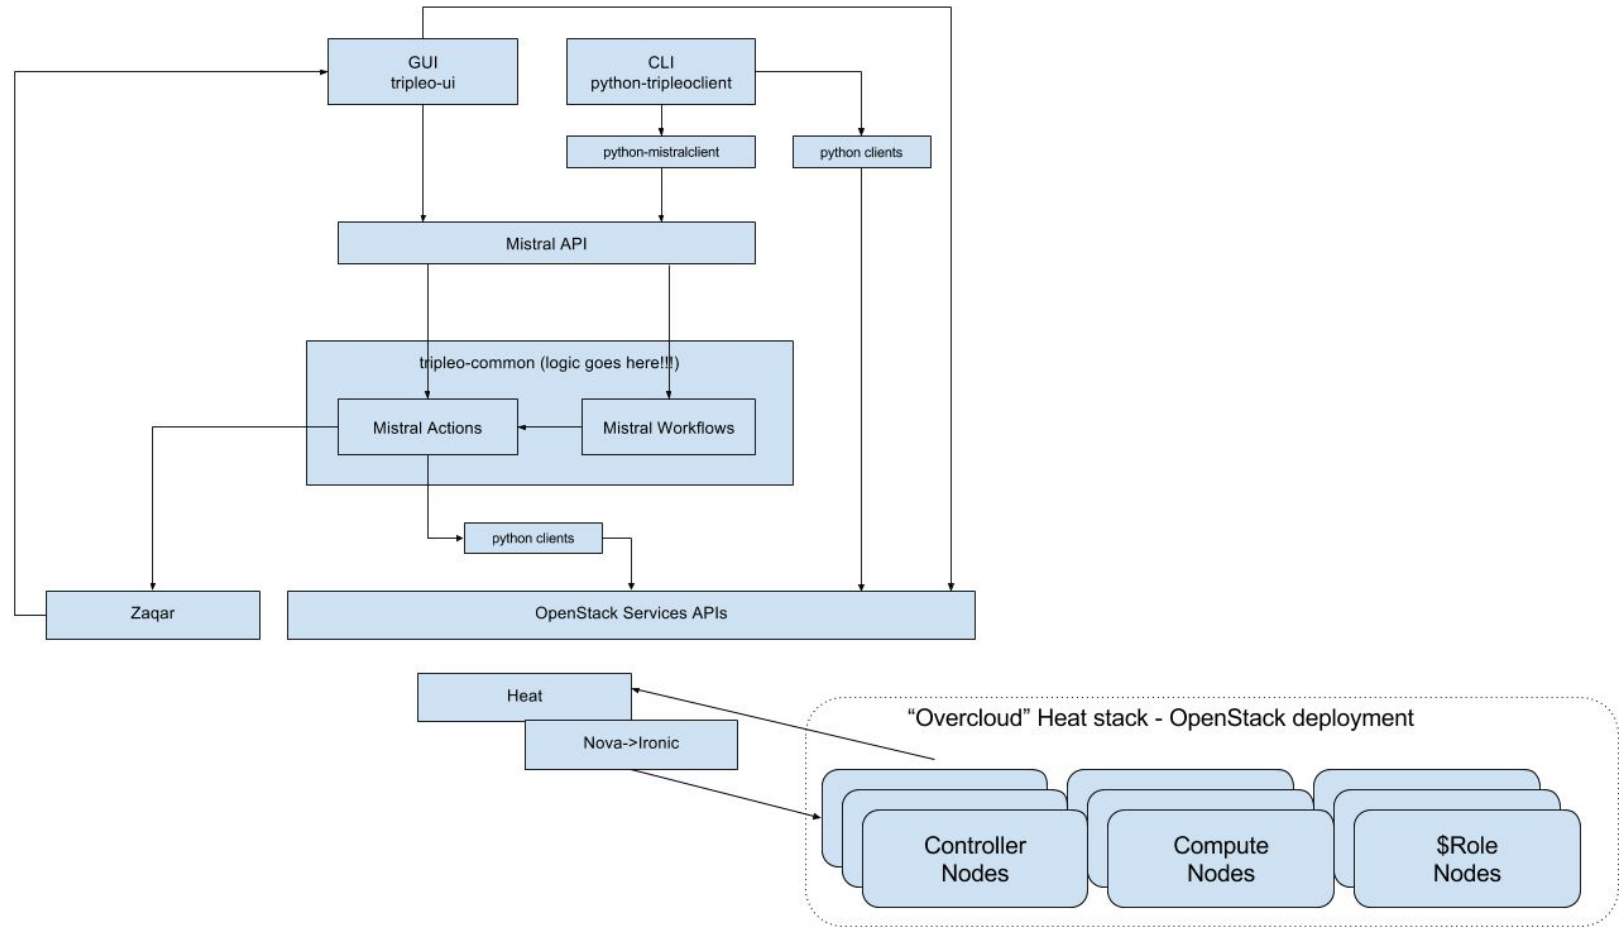 GUI
tripleo-ui
CLI
python-tripleoclient
python-mistralclient
python clients
Mistral API
tripleo-common (logic goes here!!!)
Mistral Actions
Mistral Workflows
python clients
Zaqar
OpenStack Services APIs
Heat
Nova->Ironic
“Overcloud” Heat stack - OpenStack deployment
Controller
Nodes
Compute
Nodes
$Role
Nodes